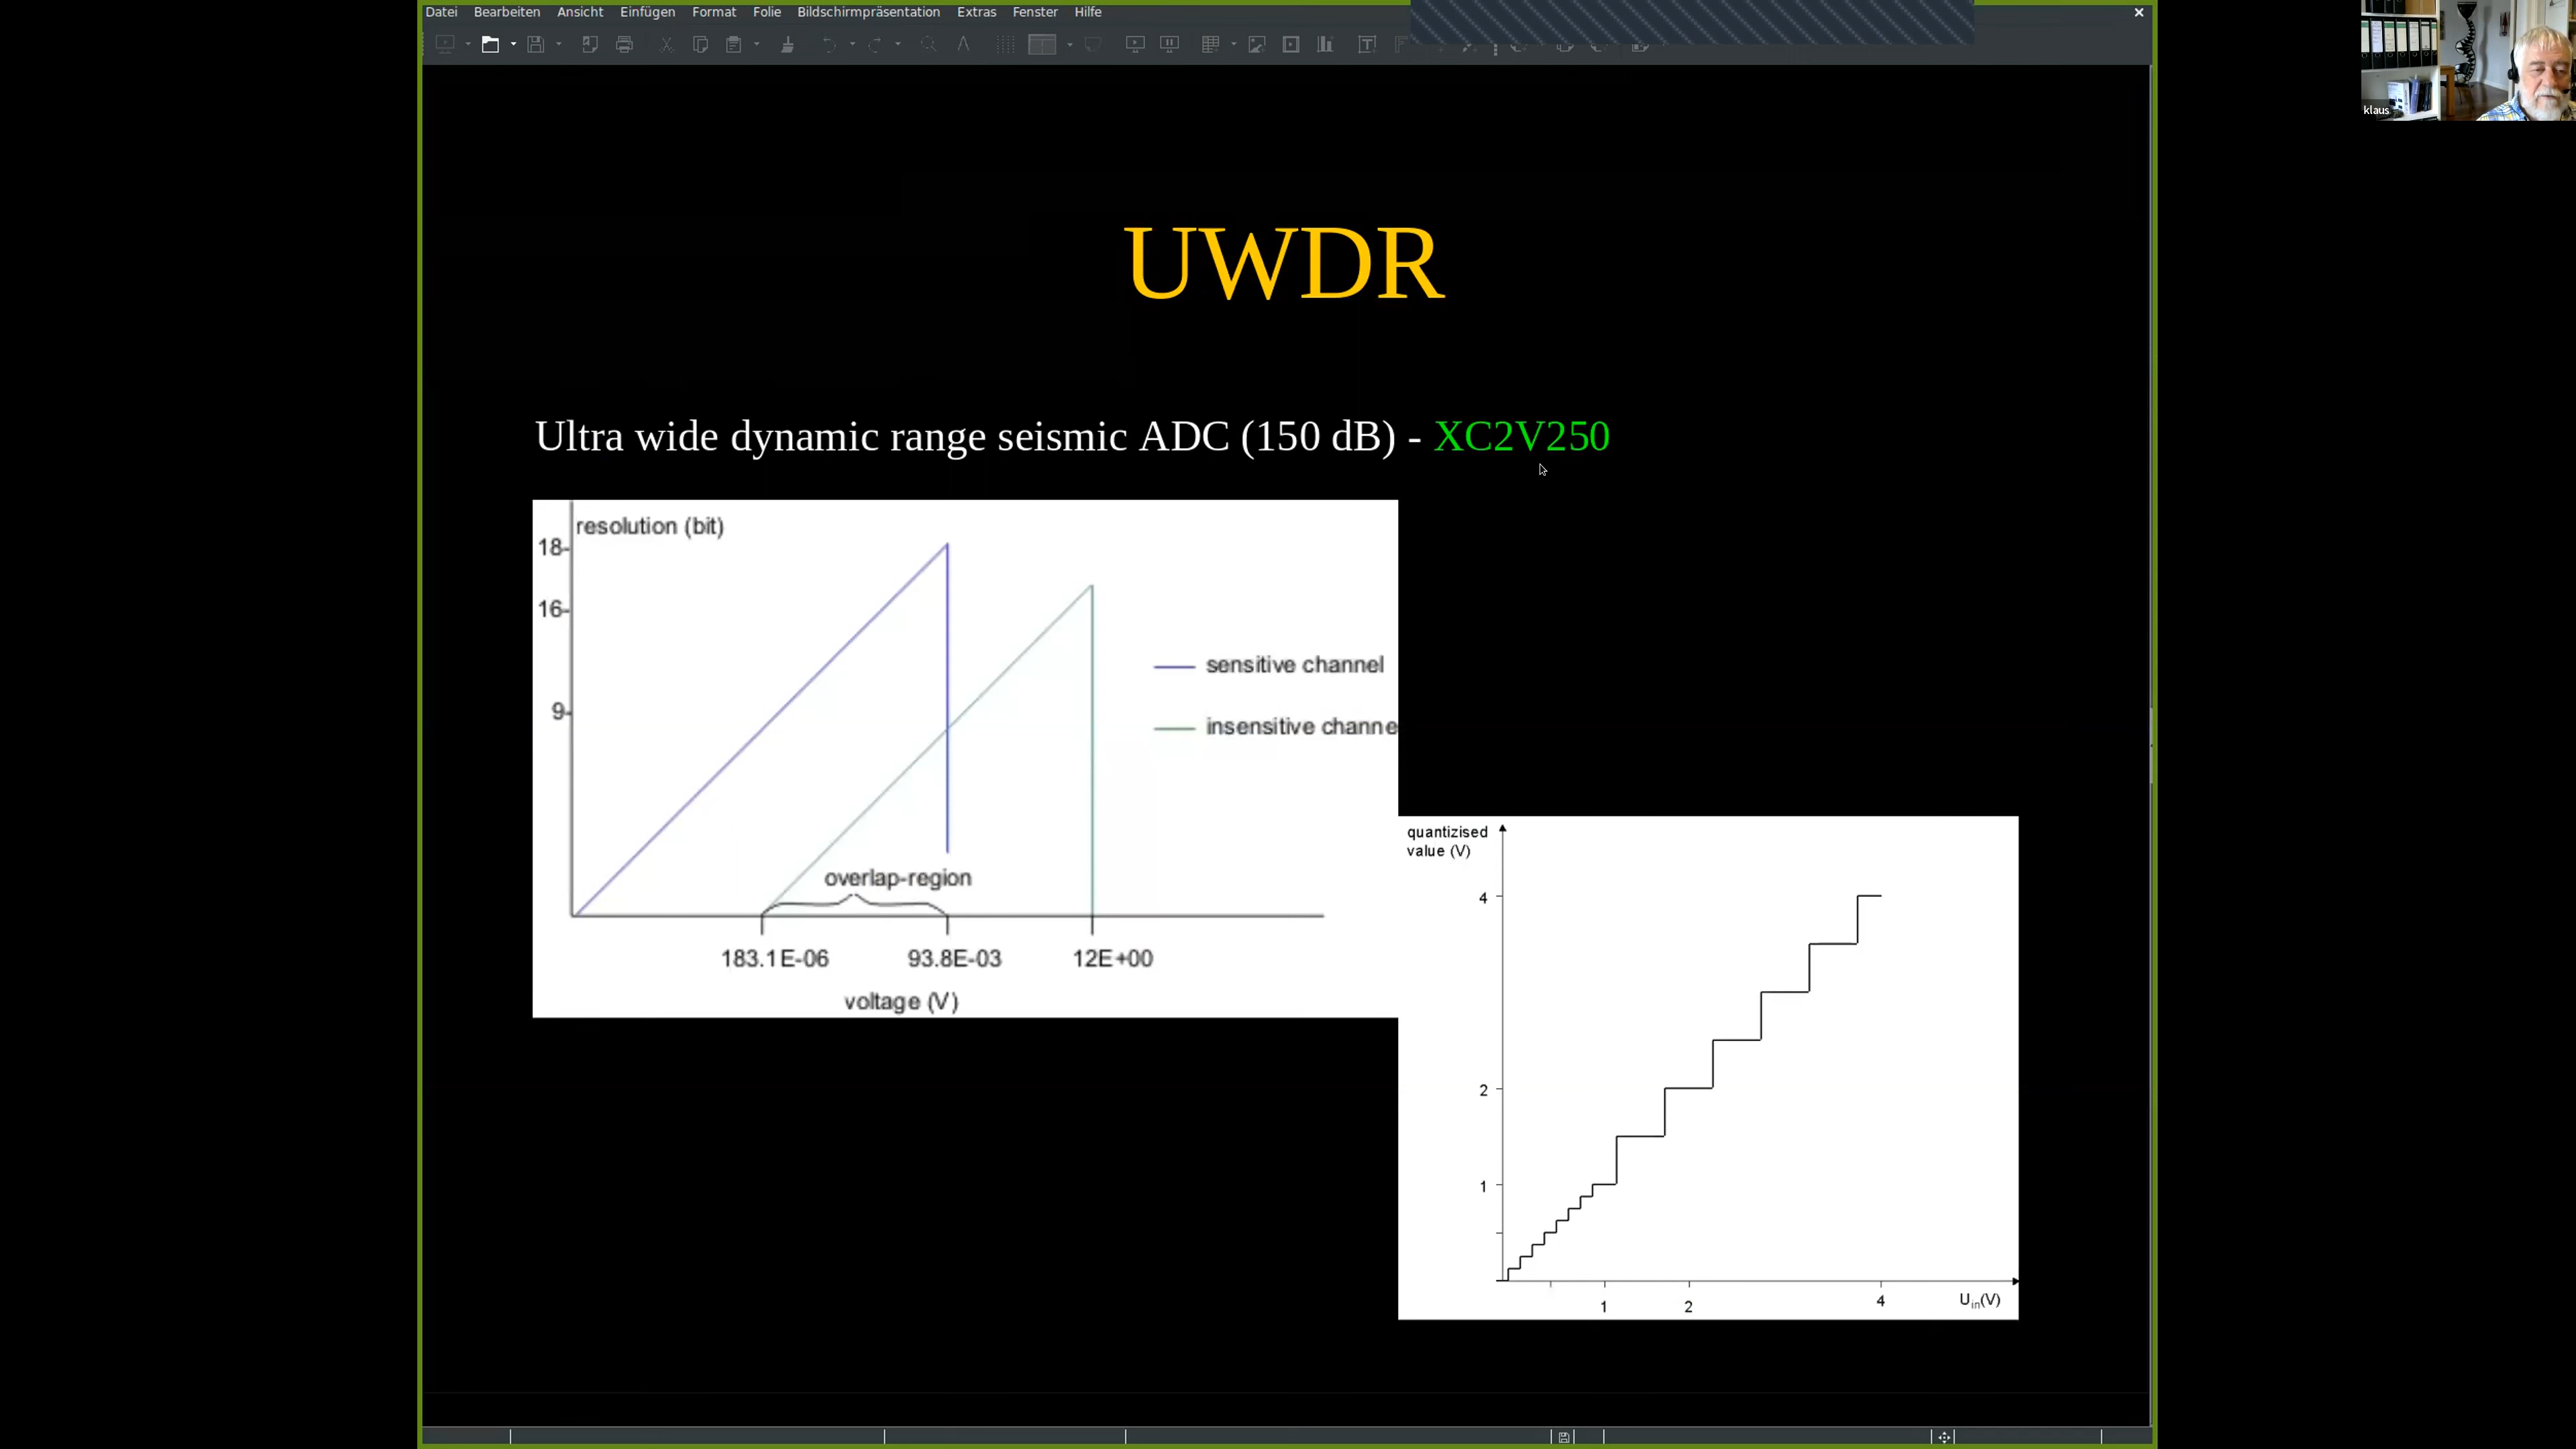 Datei Bearbeiten Ansicht Einfügen Format Folie Bildschirmpräsentation Extras Fenster Hilfe
klaus
UWDR
Ultra wide dynamic range seismic ADC (150 dB) - XC2V250
resolution (bit)
18
16
9
sensitive channel
insensitive channe
overlap-region
183.1E-06 93.8E-03 12E+00
voltage (V)
quantizised
value (V)
4
2
1
1 2 4 Uin(V)